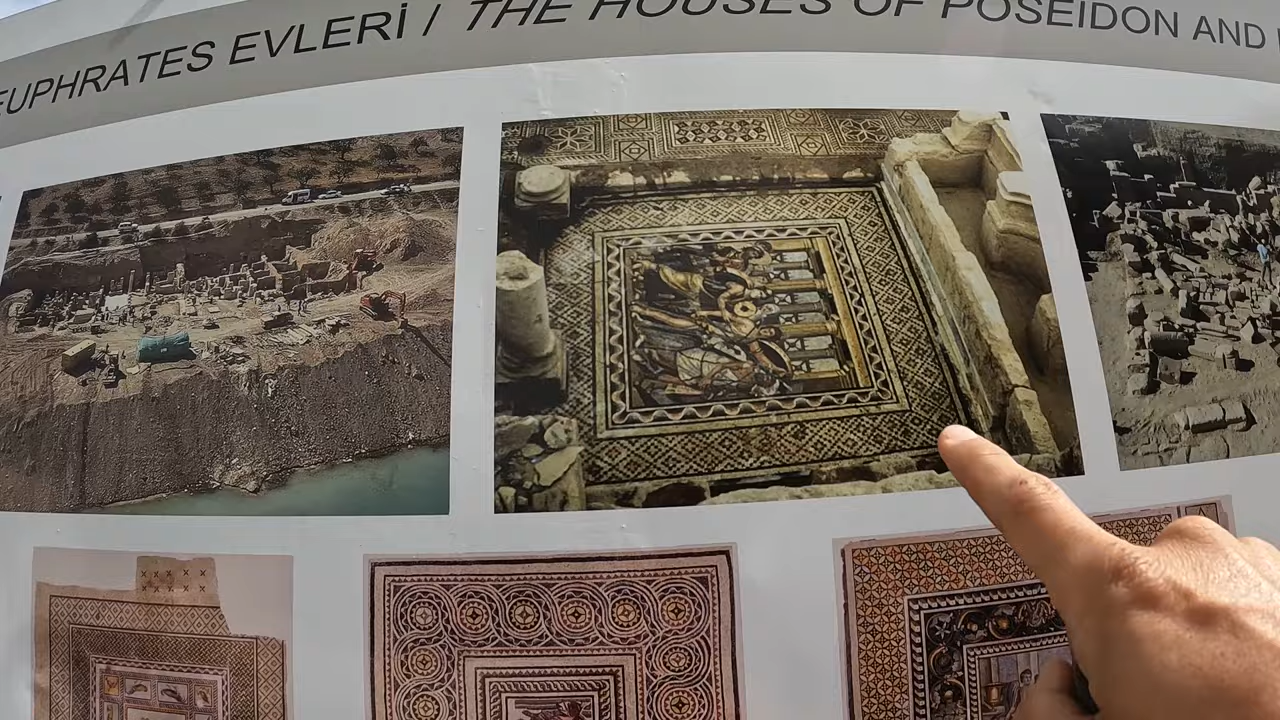 EUPHRATES EVLERİ / THE HOUSES OF POSEIDON AND